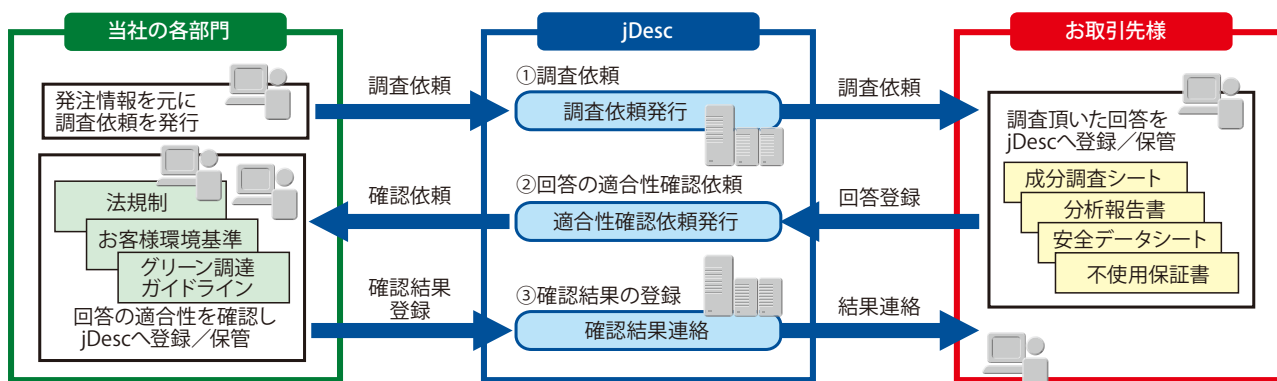 当社の各部門
jDesc
お取引先様
発注情報を元に
調査依頼を発行
調査依頼
①調査依頼
調査依頼発行
調査依頼
調査頂いた回答を
jDescへ登録／保管
法規制
お客様環境基準
グリーン調達
ガイドライン
回答の適合性を確認し
jDescへ登録／保管
確認依頼
②回答の適合性確認依頼
適合性確認依頼発行
回答登録
成分調査シート
分析報告書
安全データシート
不使用保証書
確認結果
登録
③確認結果の登録
確認結果連絡
結果連絡